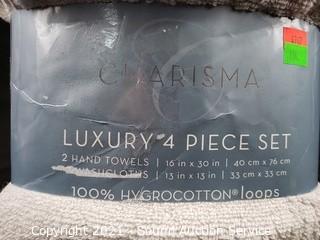 CHARISMA
LUXURY 4 PIECE SET
2 HAND TOWELS | 16 in x 30 in | 40 cm x 76 cm
WASHCLOTHS | 13 in x 13 in | 33 cm x 33 cm
100% HYGROCOTTON® loops
Copyright 2021 - Sound Auction Service